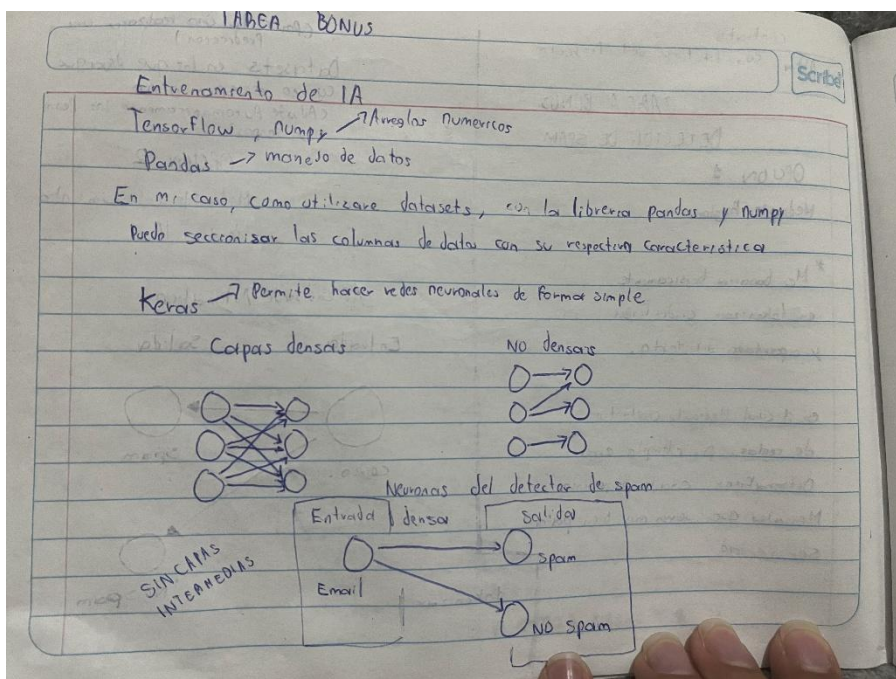 TAREA BONUS
Scribe
Entrenamiento de IA
Tensorflow, numpy → Arreglos numericos
Pandas → manejo de datos
En mi caso, como utilizare datasets, con la libreria pandas y numpy
Puedo seccionisar las columnas de datos con su respectiva caracteristica
Keras → Permite hacer redes neuronales de forma simple
Capas densas
NO densas
Neuronas del detector de spam
Entrada densa Salida
Spam
SIN CAPAS
INTERMEDIAS
Email
NO spam